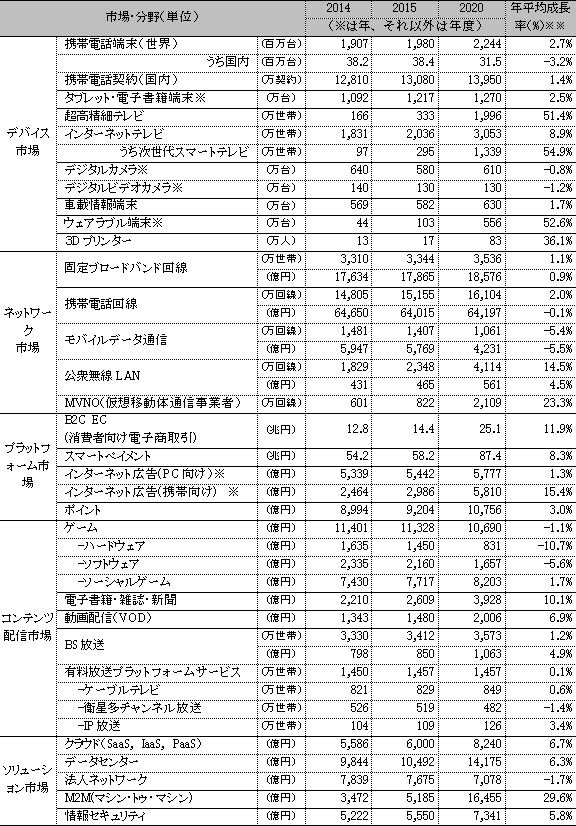 市場・分野(単位) 2014 2015 2020 年平均成長率(%)※※
(※は年、それ以外は年度)
デバイス市場
携帯電話端末(世界) (百万台) 1,907 1,980 2,244 2.7%
うち国内 (百万台) 38.2 38.4 31.5 -3.2%
携帯電話契約(国内) (万契約) 12,810 13,080 13,950 1.4%
タブレット・電子書籍端末※ (万台) 1,092 1,217 1,270 2.5%
超高精細テレビ (万世帯) 166 333 1,996 51.4%
インターネットテレビ (万世帯) 1,831 2,036 3,053 8.9%
うち次世代スマートテレビ (万世帯) 97 295 1,339 54.9%
デジタルカメラ※ (万台) 640 580 610 -0.8%
デジタルビデオカメラ※ (万台) 140 130 130 -1.2%
車載情報端末 (万台) 569 582 630 1.7%
ウェアラブル端末※ (万台) 44 103 556 52.6%
3Dプリンター (万人) 13 17 83 36.1%
ネットワーク市場
固定ブロードバンド回線 (万世帯) 3,310 3,344 3,536 1.1%
(億円) 17,634 17,865 18,576 0.9%
携帯電話回線 (万回線) 14,805 15,155 16,104 2.0%
(億円) 64,650 64,015 64,197 -0.1%
モバイルデータ通信 (万回線) 1,481 1,407 1,061 -5.4%
(億円) 5,947 5,769 4,231 -5.5%
公衆無線LAN (万回線) 1,829 2,348 4,114 14.5%
(億円) 431 465 561 4.5%
MVNO(仮想移動体通信事業者) (万回線) 601 822 2,109 23.3%
プラットフォーム市場
B2C EC
(消費者向け電子商取引) (兆円) 12.8 14.4 25.1 11.9%
スマートペイメント (兆円) 54.2 58.2 87.4 8.3%
インターネット広告(PC向け)※ (億円) 5,339 5,442 5,777 1.3%
インターネット広告(携帯向け) ※ (億円) 2,464 2,986 5,810 15.4%
ポイント (億円) 8,994 9,204 10,756 3.0%
コンテンツ配信市場
ゲーム (億円) 11,401 11,328 10,690 -1.1%
-ハードウェア (億円) 1,635 1,450 831 -10.7%
-ソフトウェア (億円) 2,335 2,160 1,657 -5.6%
-ソーシャルゲーム (億円) 7,430 7,717 8,203 1.7%
電子書籍・雑誌・新聞 (億円) 2,210 2,609 3,928 10.1%
動画配信(VOD) (億円) 1,343 1,480 2,006 6.9%
BS放送 (万世帯) 3,330 3,412 3,573 1.2%
(億円) 798 850 1,063 4.9%
有料放送プラットフォームサービス (万世帯) 1,450 1,457 1,457 0.1%
-ケーブルテレビ (万世帯) 821 829 849 0.6%
-衛星多チャンネル放送 (万世帯) 526 519 482 -1.4%
-IP放送 (万世帯) 104 109 126 3.4%
ソリューション市場
クラウド(SaaS, IaaS, PaaS) (億円) 5,586 6,000 8,240 6.7%
データセンター (億円) 9,844 10,492 14,175 6.3%
法人ネットワーク (億円) 7,839 7,675 7,078 -1.7%
M2M(マシン・トゥ・マシン) (億円) 3,472 5,185 16,455 29.6%
情報セキュリティ (億円) 5,222 5,550 7,341 5.8%